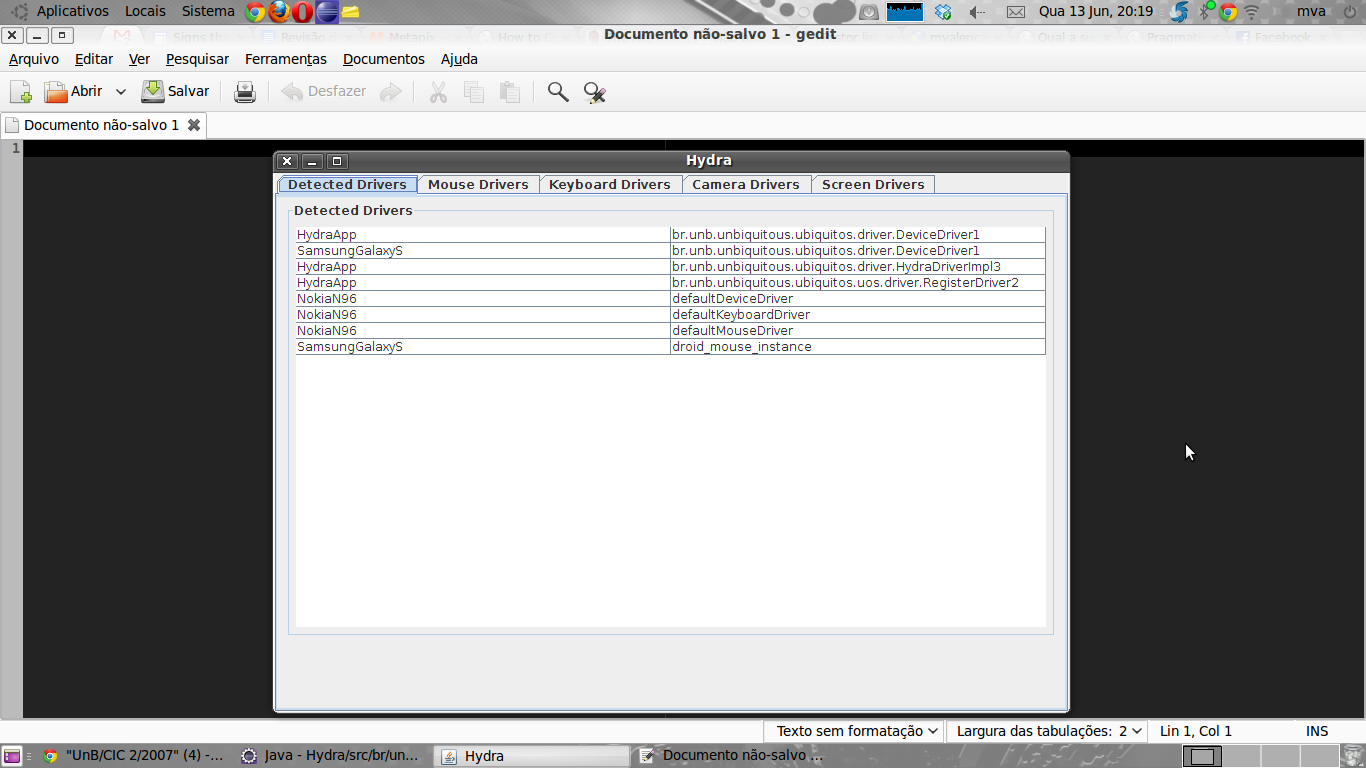 Aplicativos Locais Sistema Qua 13 Jun, 20:19 mva
Documento não-salvo 1 - gedit
Arquivo Editar Ver Pesquisar Ferramentas Documentos Ajuda
Abrir Salvar Desfazer
Documento não-salvo 1
1
Hydra
Detected Drivers Mouse Drivers Keyboard Drivers Camera Drivers Screen Drivers
Detected Drivers
HydraApp br.unb.unbiquitous.ubiquitos.driver.DeviceDriver1
SamsungGalaxyS br.unb.unbiquitous.ubiquitos.driver.DeviceDriver1
HydraApp br.unb.unbiquitous.ubiquitos.driver.HydraDriverImpl3
HydraApp br.unb.unbiquitous.ubiquitos.uos.driver.RegisterDriver2
NokiaN96 defaultDeviceDriver
NokiaN96 defaultKeyboardDriver
NokiaN96 defaultMouseDriver
SamsungGalaxyS droid_mouse_instance
Texto sem formatação Largura das tabulações: 2 Lin 1, Col 1 INS
"UnB/CIC 2/2007" (4) -... Java - Hydra/src/br/un... Hydra Documento não-salvo ...